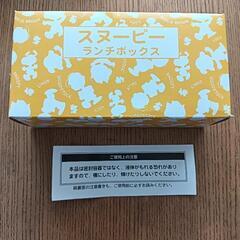 スヌーピー
ランチボックス
ご使用上の注意
本品は密封容器ではなく、液体がもれる恐れがあり
ますので、横にしたり、傾けたりしないでください。